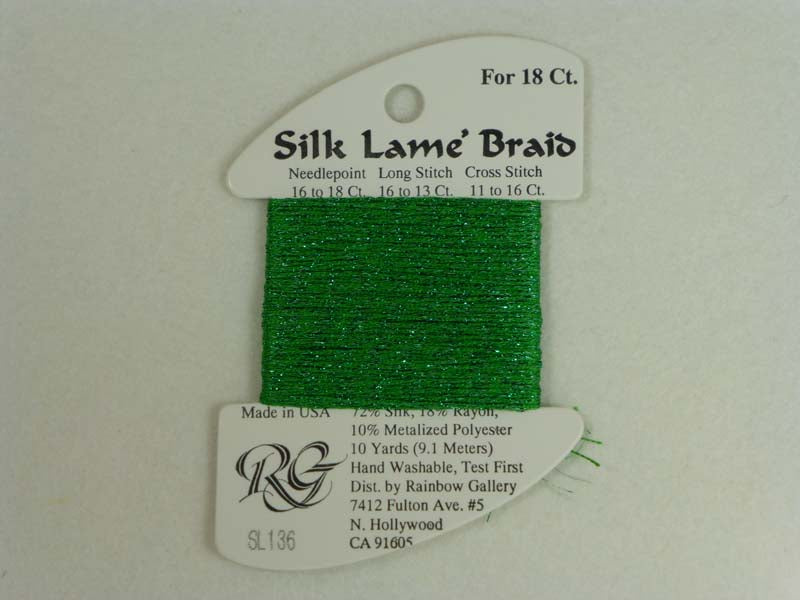 For 18 Ct.
Silk Lame' Braid
Needlepoint Long Stitch Cross Stitch
16 to 18 Ct. 16 to 13 Ct. 11 to 16 Ct.
Made in USA 72% Silk, 18% Rayon,
10% Metalized Polyester
10 Yards (9.1 Meters)
RG
Hand Washable, Test First
Dist. by Rainbow Gallery
7412 Fulton Ave. #5
N. Hollywood
SL136
CA 91605